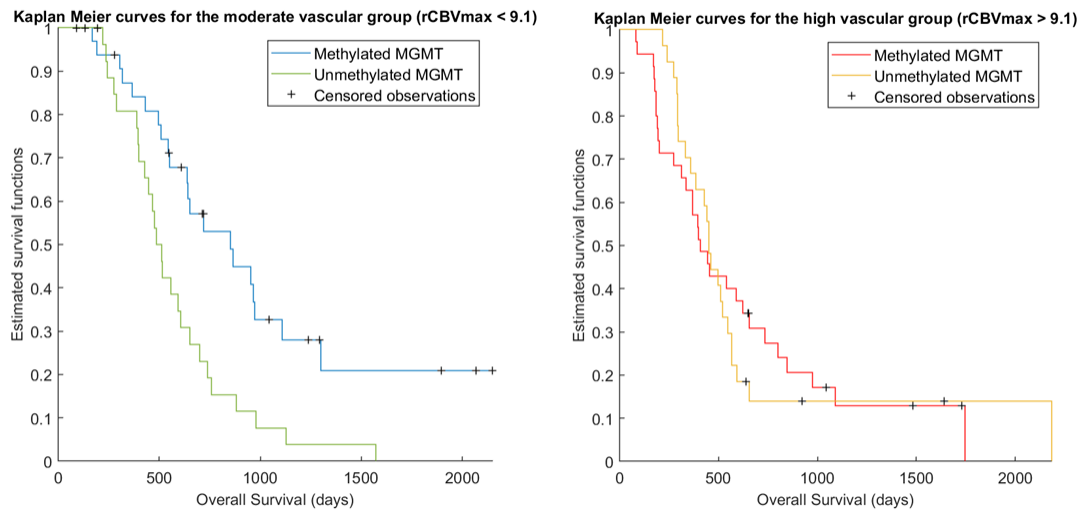 Kaplan Meier curves for the moderate vascular group (rCBVmax < 9.1)
Methylated MGMT
Unmethylated MGMT
Censored observations
Estimated survival functions
1
0.9
0.8
0.7
0.6
0.5
0.4
0.3
0.2
0.1
0
0 500 1000 1500 2000
Overall Survival (days)
Kaplan Meier curves for the high vascular group (rCBVmax > 9.1)
Methylated MGMT
Unmethylated MGMT
Censored observations
Estimated survival functions
1
0.9
0.8
0.7
0.6
0.5
0.4
0.3
0.2
0.1
0
0 500 1000 1500 2000
Overall Survival (days)